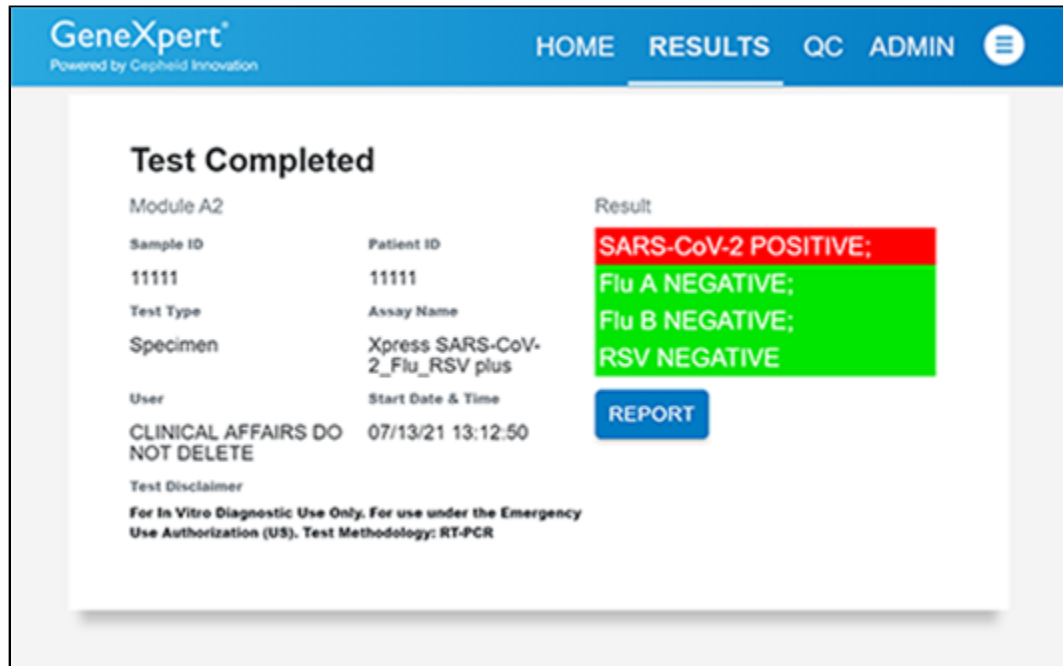 GeneXpert®
Powered by Cepheid Innovation
HOME RESULTS QC ADMIN
Test Completed
Module A2
Sample ID Patient ID
11111 11111
Test Type Assay Name
Specimen Xpress SARS-CoV-
2_Flu_RSV plus
User Start Date & Time
CLINICAL AFFAIRS DO 07/13/21 13:12:50
NOT DELETE
Test Disclaimer
For In Vitro Diagnostic Use Only. For use under the Emergency
Use Authorization (US). Test Methodology: RT-PCR
Result
SARS-CoV-2 POSITIVE;
Flu A NEGATIVE;
Flu B NEGATIVE;
RSV NEGATIVE
REPORT